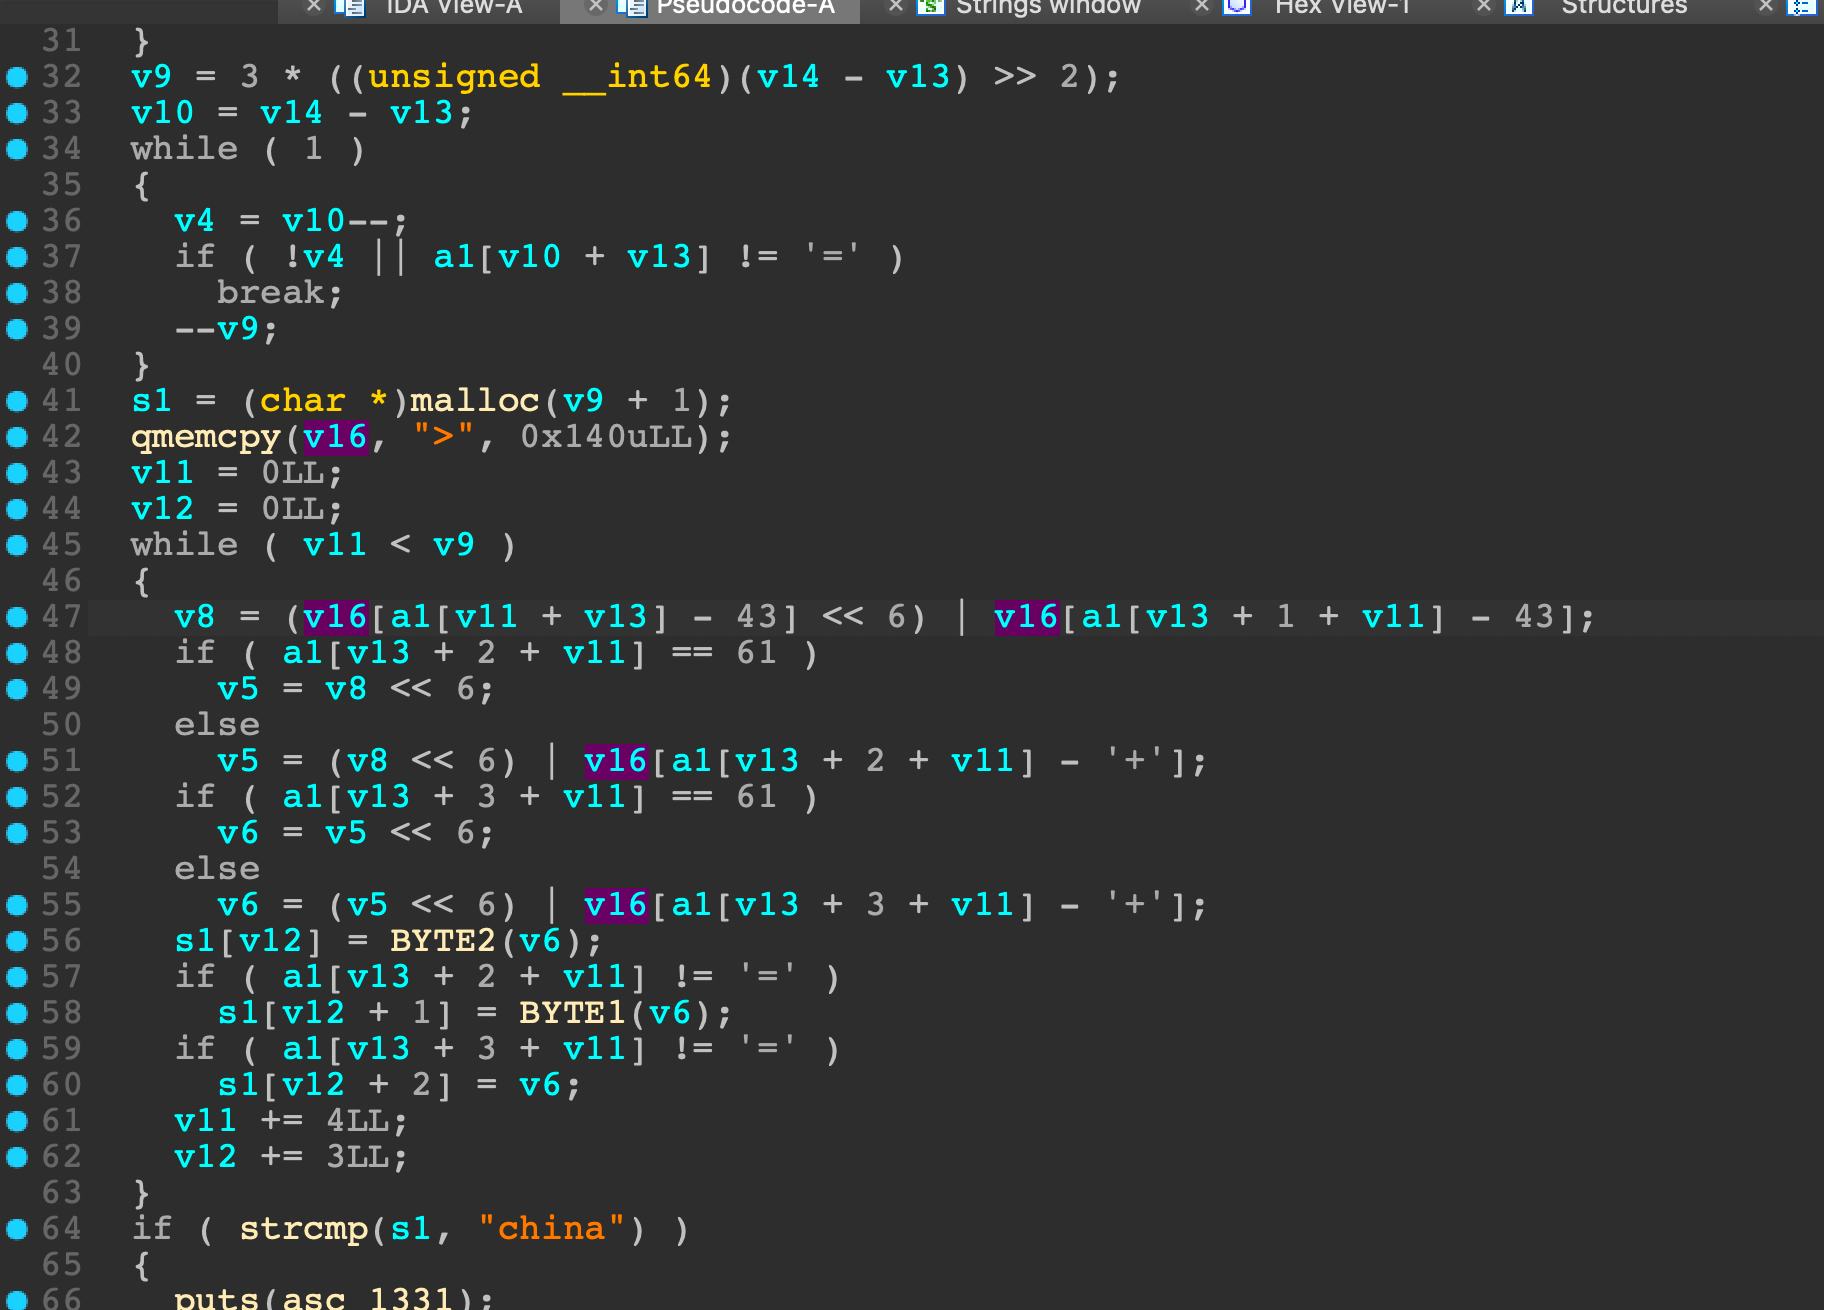 IDA View-A Pseudocode-A Strings window Hex View-1 Structures
31 }
32 v9 = 3 * ((unsigned __int64)(v14 - v13) >> 2);
33 v10 = v14 - v13;
34 while ( 1 )
35 {
36 v4 = v10--;
37 if ( !v4 || a1[v10 + v13] != '=' )
38 break;
39 --v9;
40 }
41 s1 = (char *)malloc(v9 + 1);
42 qmemcpy(v16, ">", 0x140uLL);
43 v11 = 0LL;
44 v12 = 0LL;
45 while ( v11 < v9 )
46 {
47 v8 = (v16[a1[v11 + v13] - 43] << 6) | v16[a1[v13 + 1 + v11] - 43];
48 if ( a1[v13 + 2 + v11] == 61 )
49 v5 = v8 << 6;
50 else
51 v5 = (v8 << 6) | v16[a1[v13 + 2 + v11] - '+'];
52 if ( a1[v13 + 3 + v11] == 61 )
53 v6 = v5 << 6;
54 else
55 v6 = (v5 << 6) | v16[a1[v13 + 3 + v11] - '+'];
56 s1[v12] = BYTE2(v6);
57 if ( a1[v13 + 2 + v11] != '=' )
58 s1[v12 + 1] = BYTE1(v6);
59 if ( a1[v13 + 3 + v11] != '=' )
60 s1[v12 + 2] = v6;
61 v11 += 4LL;
62 v12 += 3LL;
63 }
64 if ( strcmp(s1, "china") )
65 {
66 puts(asc_1331);